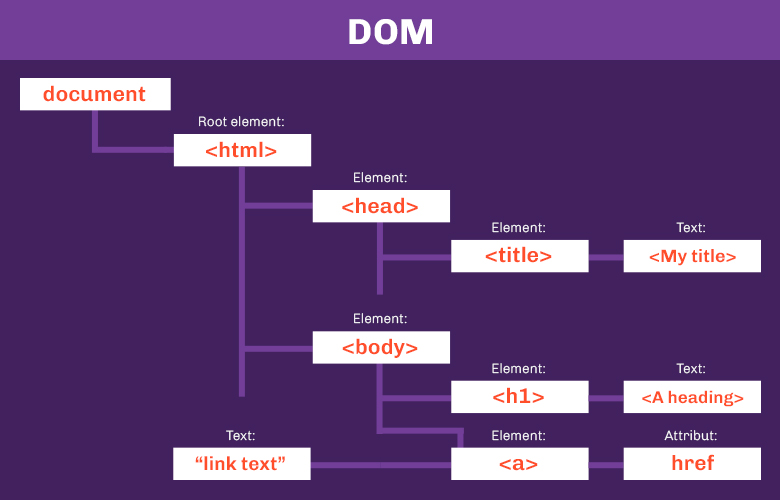 DOM
document
Root element:
<html>
Element:
<head>
Element:
<title>
Text:
<My title>
Element:
<body>
Element:
<h1>
Text:
<A heading>
Text:
“link text”
Element:
<a>
Attribut:
href